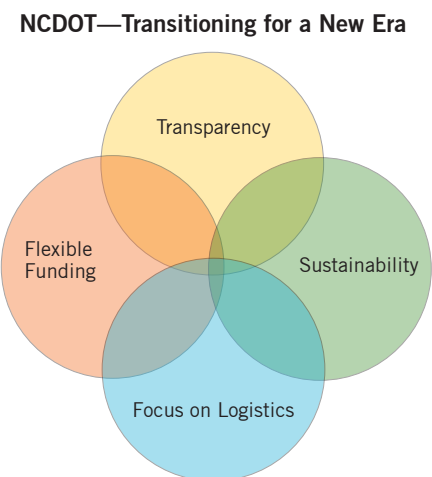 NCDOT—Transitioning for a New Era
Transparency
Flexible
Funding
Sustainability
Focus on Logistics